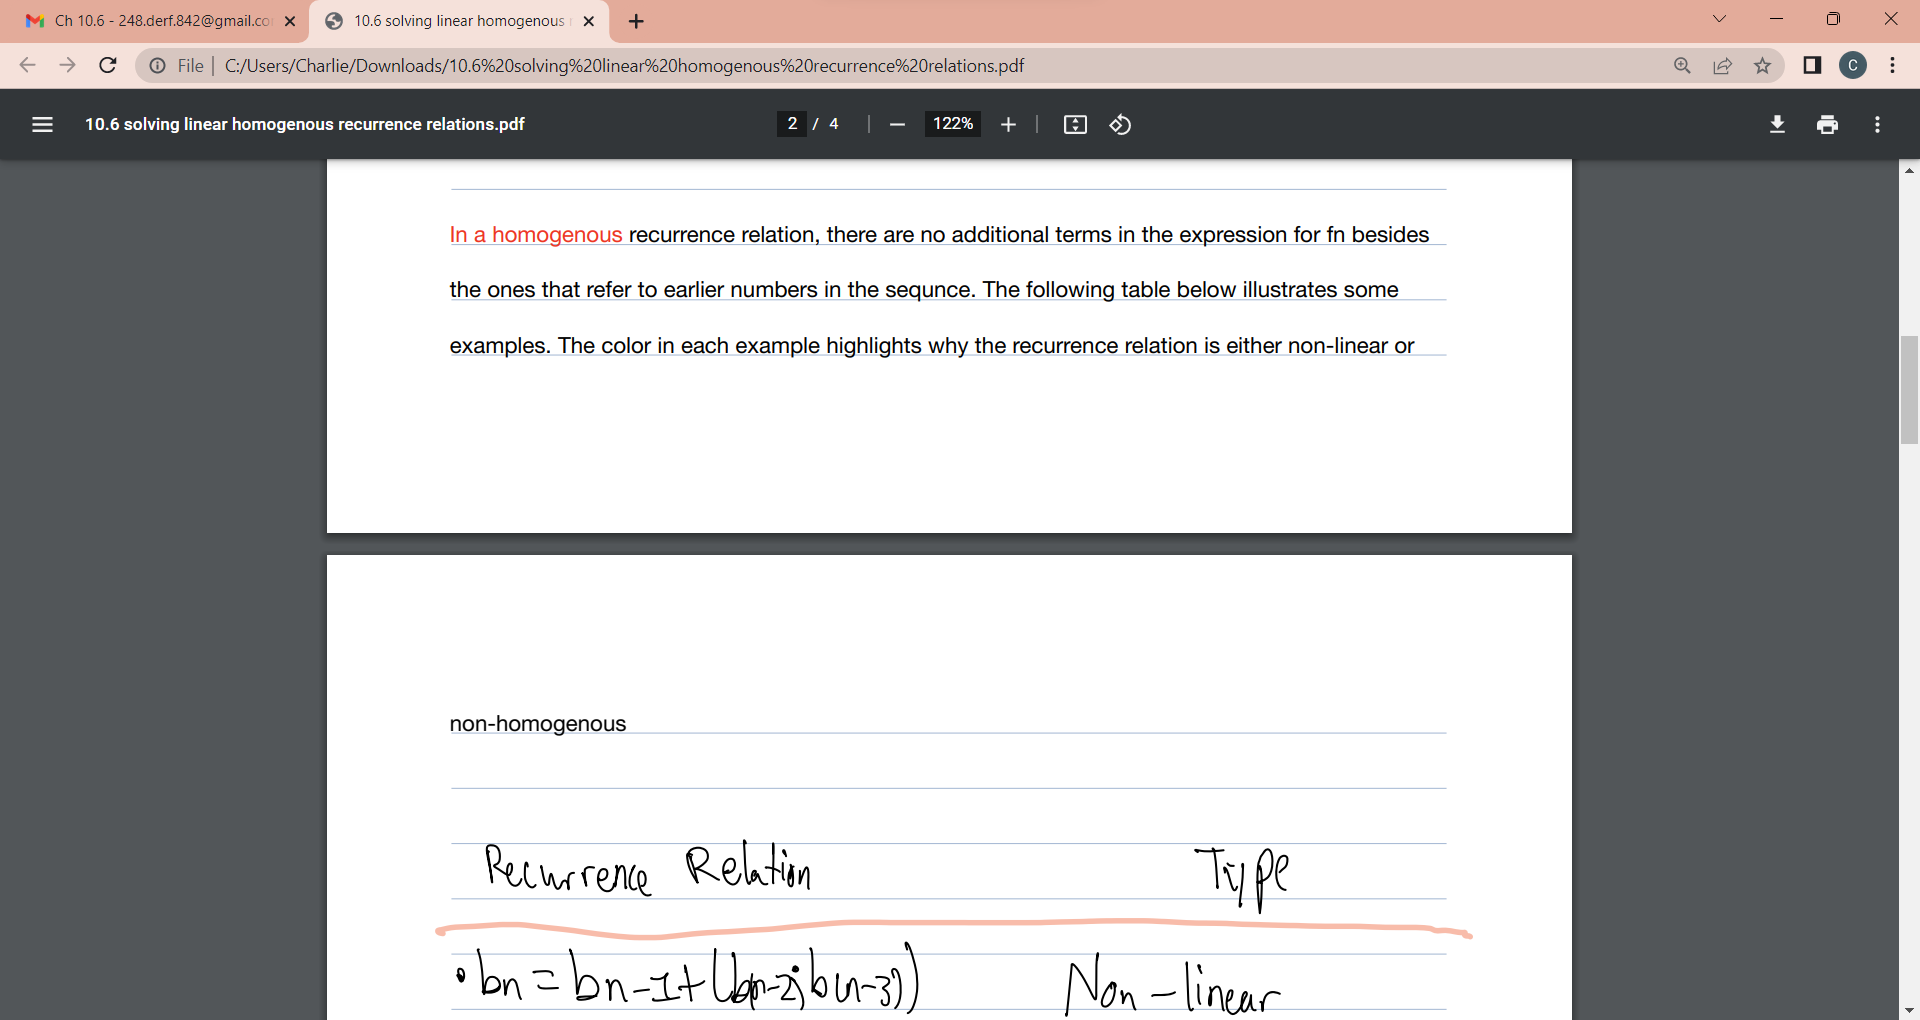 Ch 10.6 - 248.derf.842@gmail.co
10.6 solving linear homogenous
File | C:/Users/Charlie/Downloads/10.6%20solving%20linear%20homogenous%20recurrence%20relations.pdf
C
10.6 solving linear homogenous recurrence relations.pdf
2 / 4
122%
In a homogenous recurrence relation, there are no additional terms in the expression for fn besides
the ones that refer to earlier numbers in the sequnce. The following table below illustrates some
examples. The color in each example highlights why the recurrence relation is either non-linear or
non-homogenous
Recurrence Relation Type
• bn = bn-1 + Non-linear